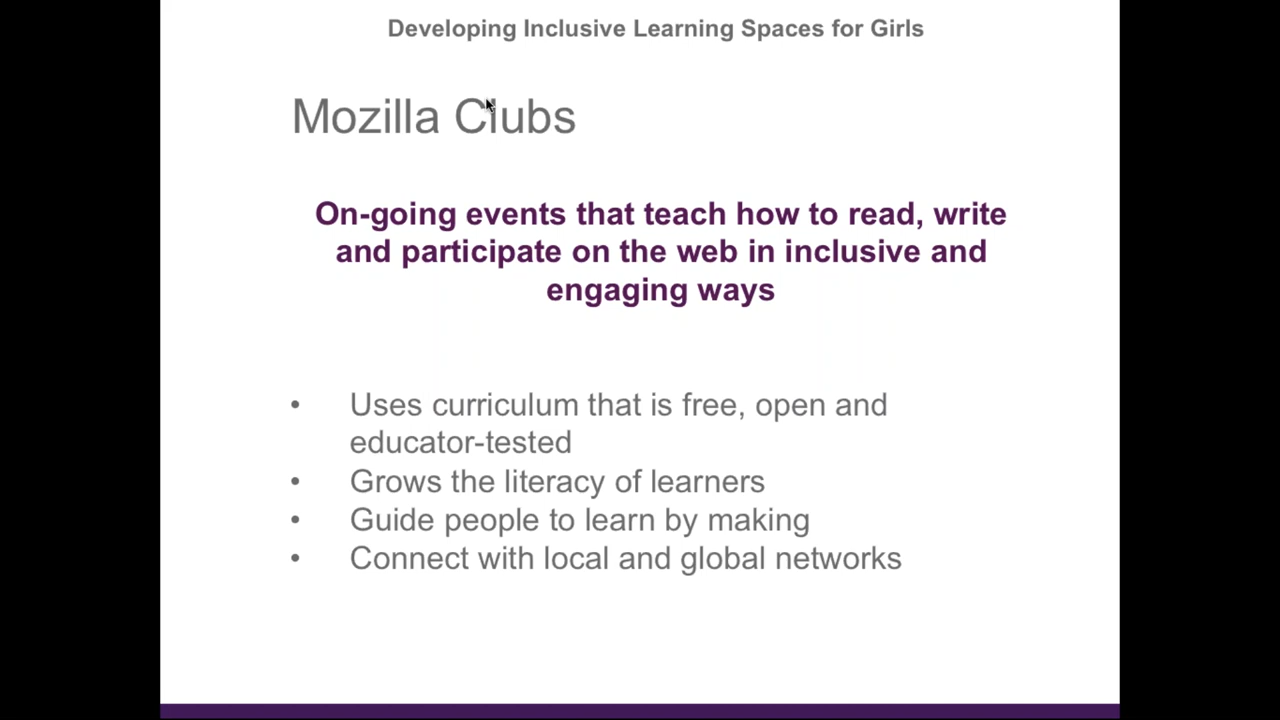 Developing Inclusive Learning Spaces for Girls
Mozilla Clubs
On-going events that teach how to read, write
and participate on the web in inclusive and
engaging ways
• Uses curriculum that is free, open and
educator-tested
• Grows the literacy of learners
• Guide people to learn by making
• Connect with local and global networks